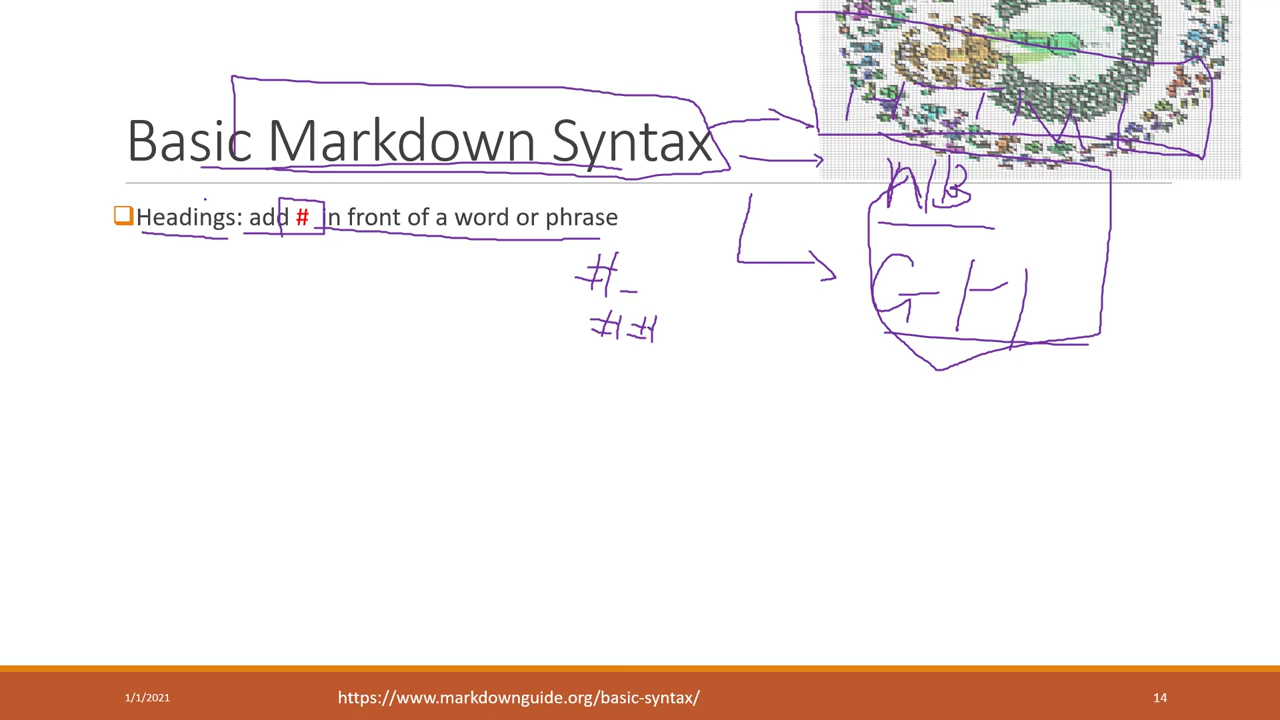 HTML
Basic Markdown Syntax
N/B
Headings: add # in front of a word or phrase
GH
#_
##
1/1/2021
https://www.markdownguide.org/basic-syntax/
14